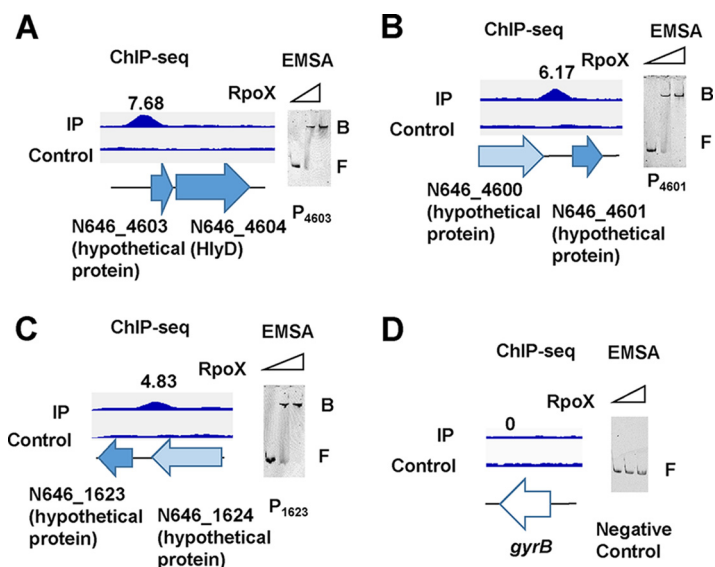 A
ChIP-seq
EMSA
RpoX
7.68
IP
B
Control
F
P4603
N646_4603
(hypothetical
protein)
N646_4604
(HlyD)
B
ChIP-seq
EMSA
RpoX
6.17
IP
B
Control
F
P4601
N646_4600
(hypothetical
protein)
N646_4601
(hypothetical
protein)
C
ChIP-seq
EMSA
RpoX
4.83
IP
B
Control
F
P1623
N646_1623
(hypothetical
protein)
N646_1624
(hypothetical
protein)
D
ChIP-seq
EMSA
RpoX
0
IP
Control
F
gyrB
Negative
Control